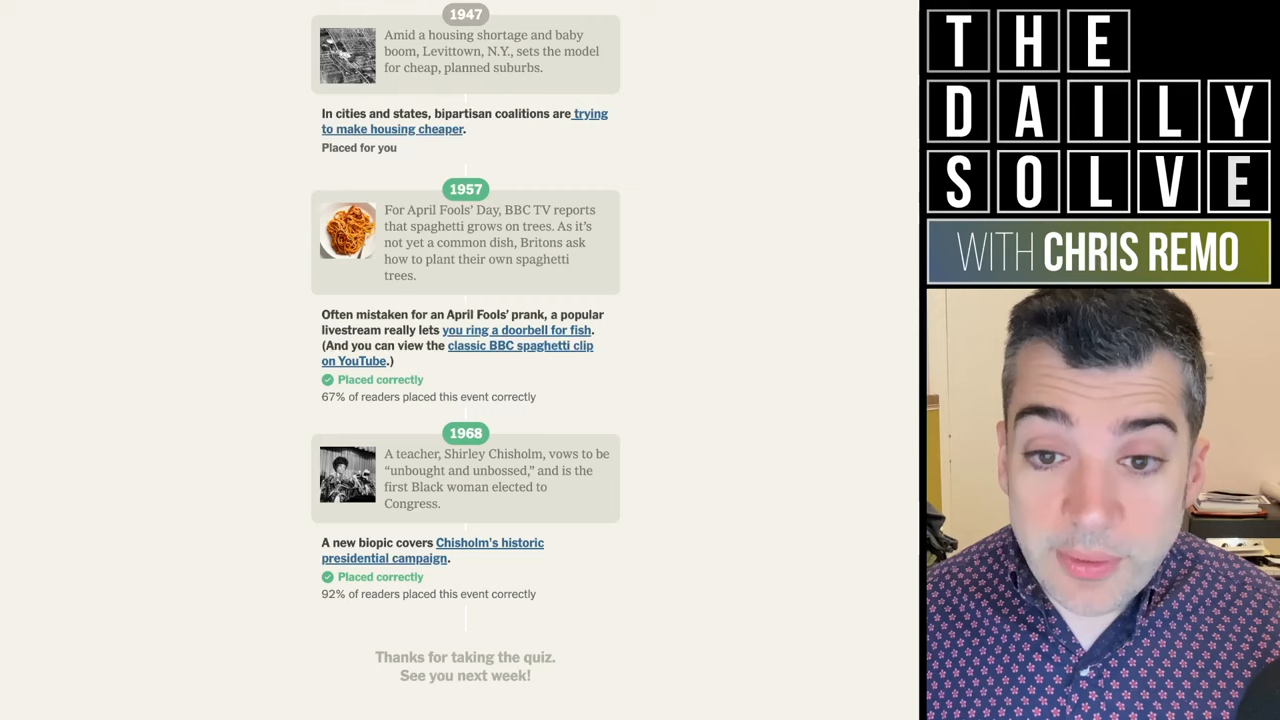 1947
Amid a housing shortage and baby
boom, Levittown, N.Y., sets the model
for cheap, planned suburbs.
In cities and states, bipartisan coalitions are trying
to make housing cheaper.
Placed for you
1957
For April Fools’ Day, BBC TV reports
that spaghetti grows on trees. As it’s
not yet a common dish, Britons ask
how to plant their own spaghetti
trees.
Often mistaken for an April Fools’ prank, a popular
livestream really lets you ring a doorbell for fish.
(And you can view the classic BBC spaghetti clip
on YouTube.)
Placed correctly
67% of readers placed this event correctly
1968
A teacher, Shirley Chisholm, vows to be
“unbought and unbossed,” and is the
first Black woman elected to
Congress.
A new biopic covers Chisholm’s historic
presidential campaign.
Placed correctly
92% of readers placed this event correctly
Thanks for taking the quiz.
See you next week!
THE
DAILY
SOLVE
WITH CHRIS REMO